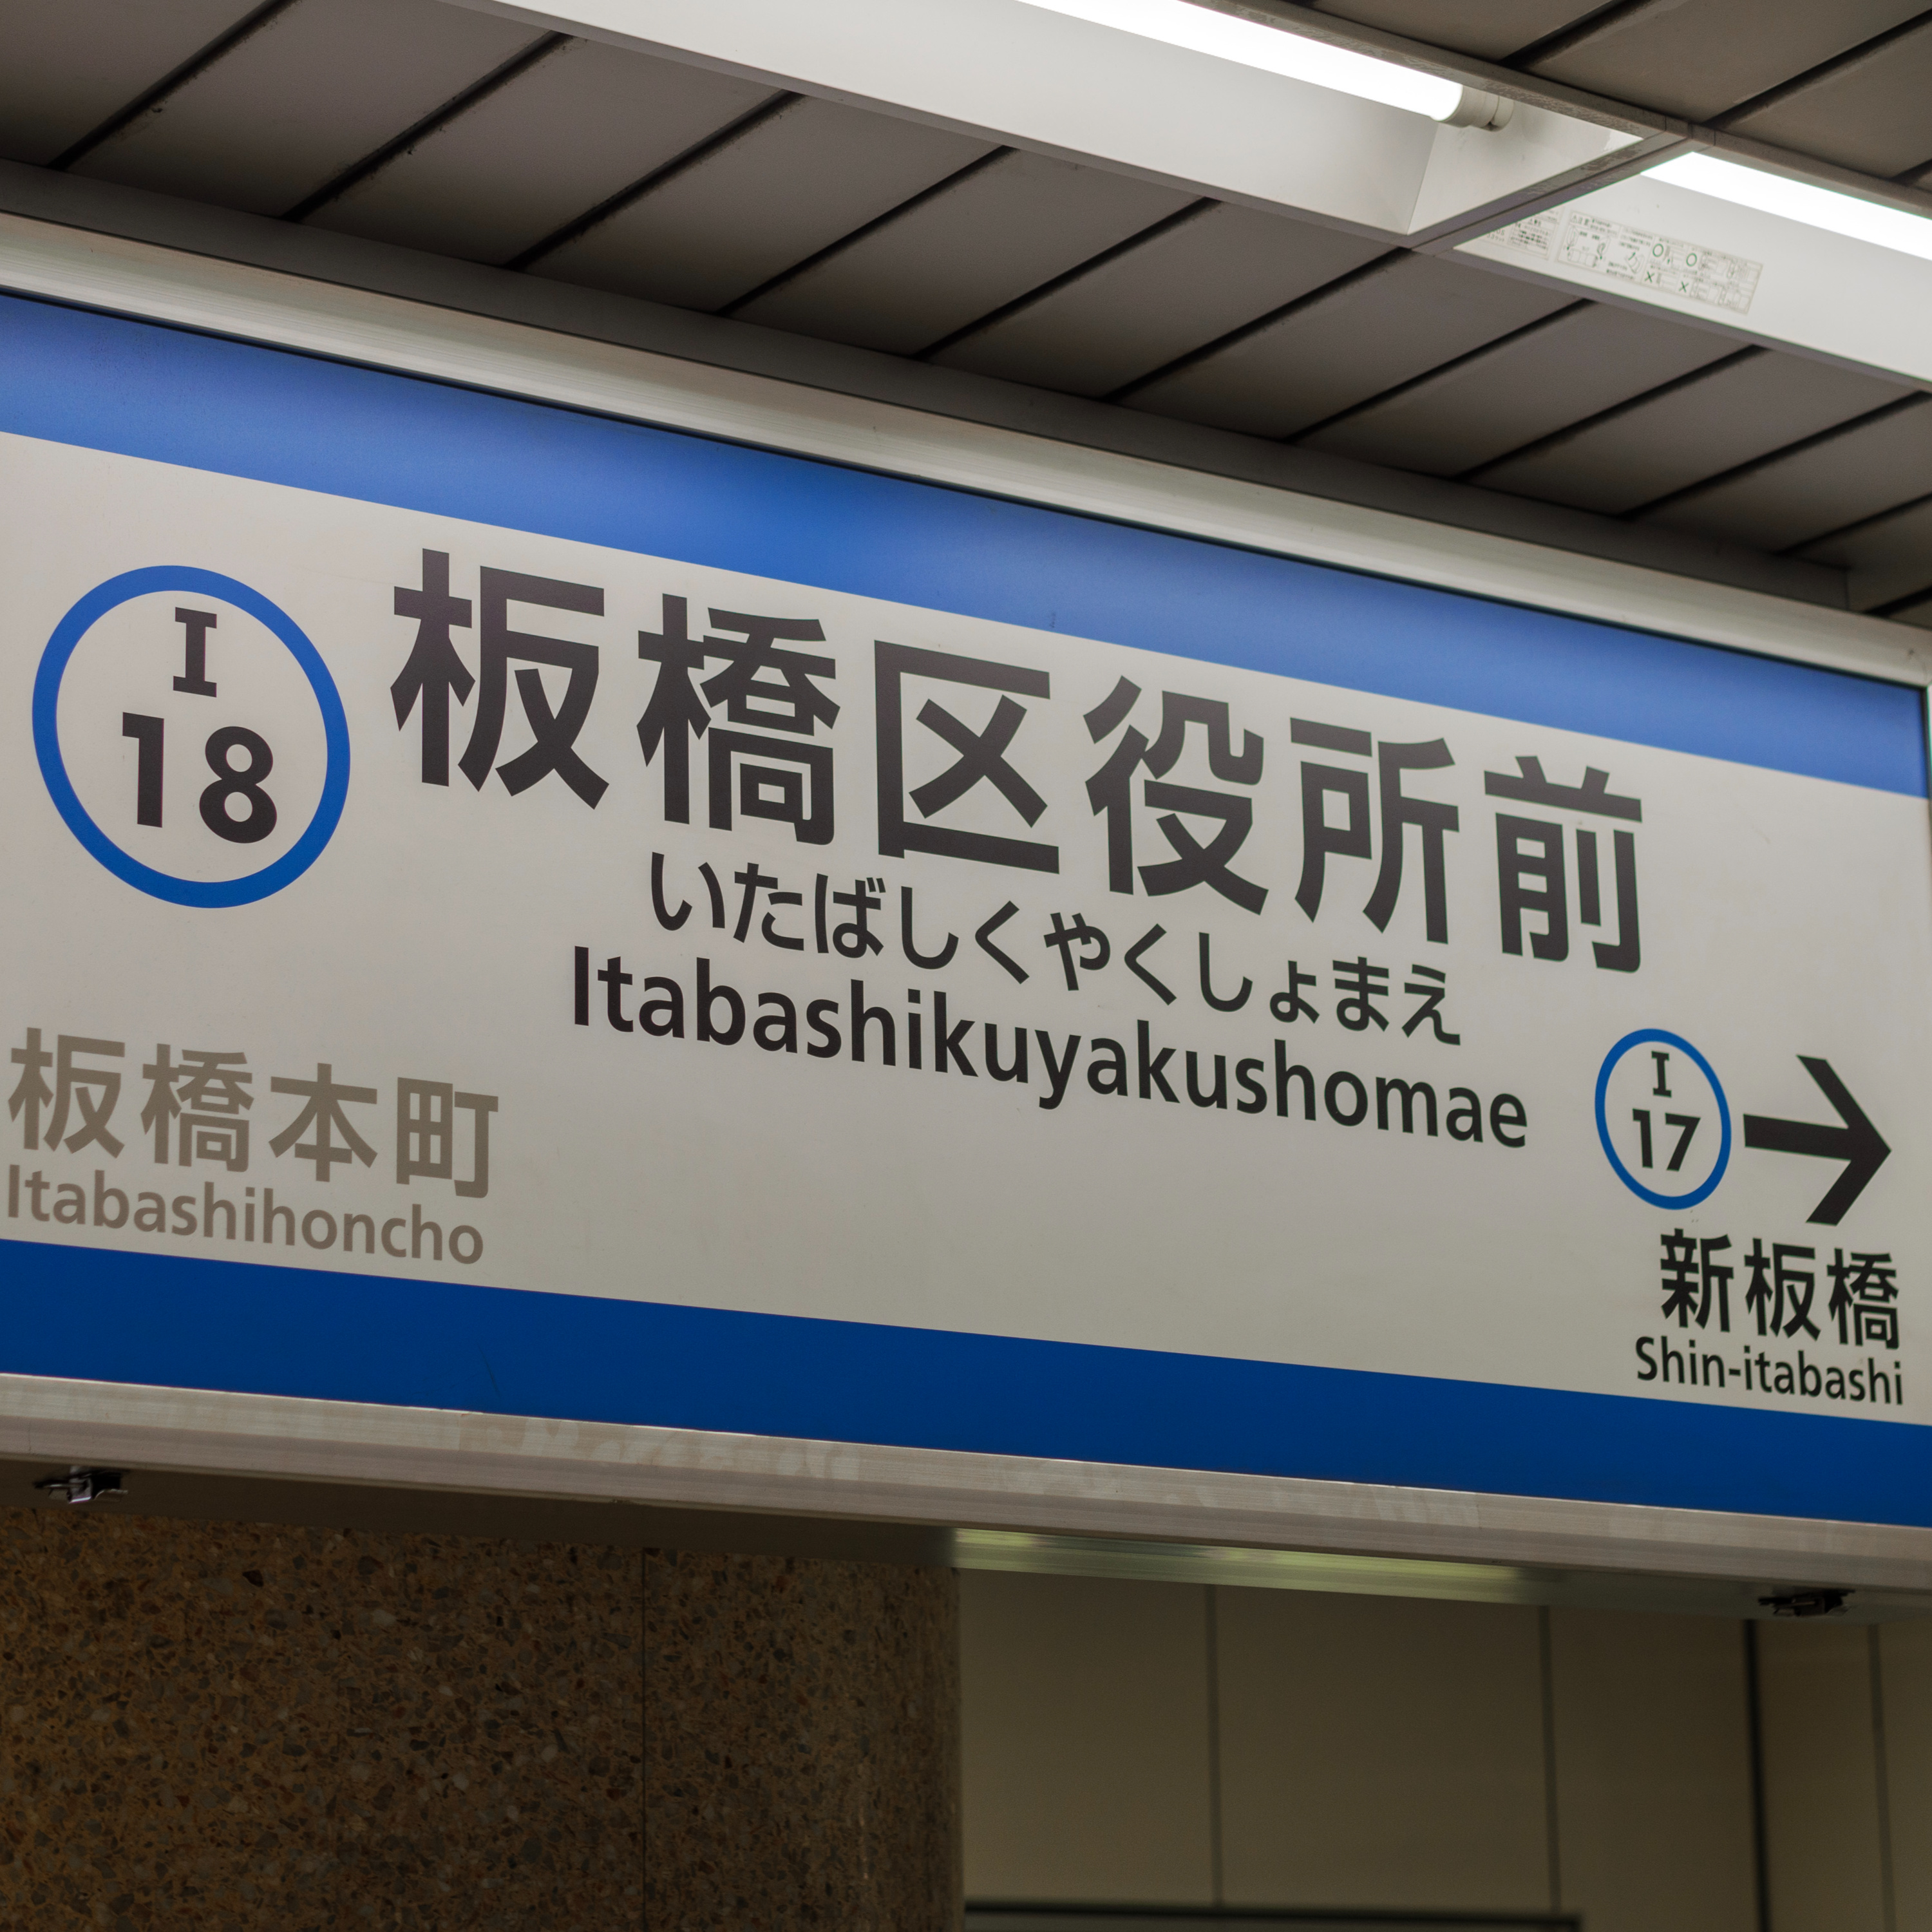 I
18
板橋区役所前
いたばしくやくしょまえ
Itabashikuyakushomae
板橋本町
Itabashihoncho
I
17
→
新板橋
Shin-itabashi